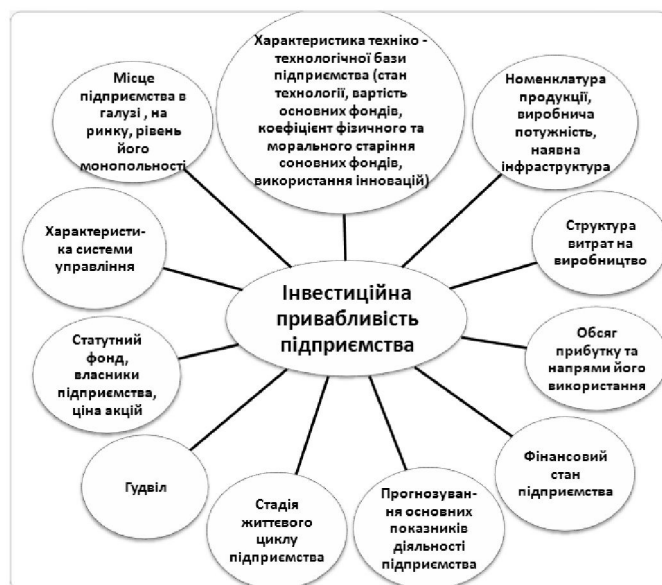 Характеристика техніко -
технологічної бази
підприємства (стан
технології, вартість
основних фондів,
коефіцієнт фізичного та
морального старіння
соновних фондів,
використання інновацій)
Місце
підприємства в
галузі , на
ринку, рівень
його
монопольності
Номенклатура
продукції,
виробнича
потужність,
наявна
інфраструктура
Характеристи-
ка системи
управління
Структура
витрат на
виробництво
Інвестиційна
привабливість
підприємства
Статутний
фонд,
власники
підприємства,
ціна акцій
Обсяг
прибутку та
напрями його
використання
Гудвіл
Стадія
життєвого
циклу
підприємства
Прогнозуван-
ня основних
показників
діяльності
підприємства
Фінансовий
стан
підприємства